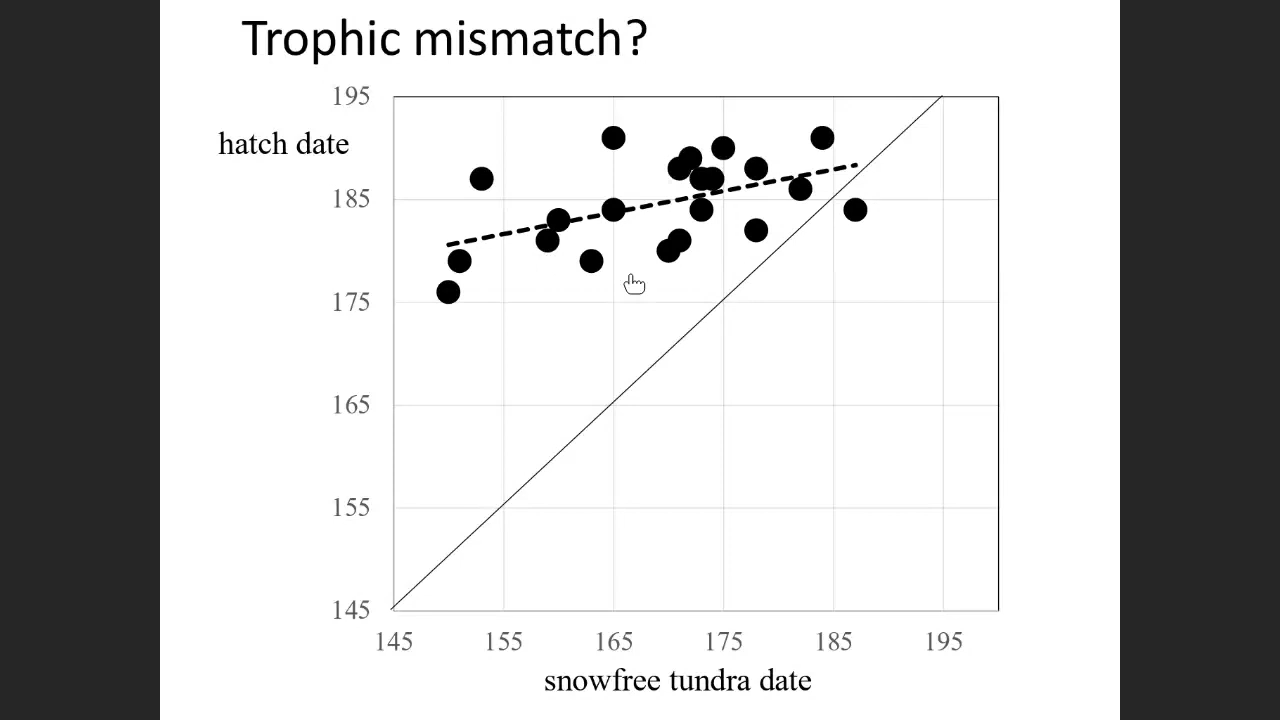 Trophic mismatch?
195
hatch date
185
175
165
155
145
145 155 165 175 185 195
snowfree tundra date